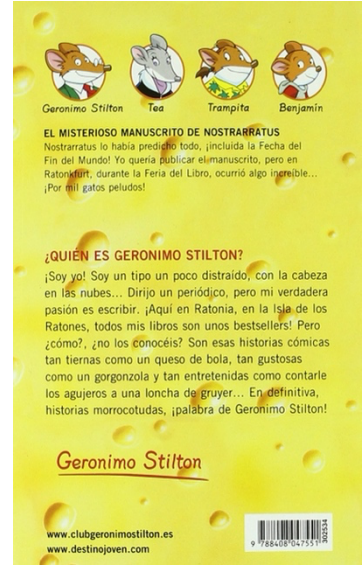 Geronimo Stilton Tea Trampita Benjamín
EL MISTERIOSO MANUSCRITO DE NOSTRARRATUS
Nostrarratus lo había predicho todo, ¡incluida la Fecha del
Fin del Mundo! Yo quería publicar el manuscrito, pero en
Ratonkfurt, durante la Feria del Libro, ocurrió algo increíble...
¡Por mil gatos peludos!
¿QUIÉN ES GERONIMO STILTON?
¡Soy yo! Soy un tipo un poco distraído, con la cabeza
en las nubes... Dirijo un periódico, pero mi verdadera
pasión es escribir. ¡Aquí en Ratonia, en la Isla de los
Ratones, todos mis libros son unos bestsellers! Pero
¿cómo?, ¿no los conocéis? Son esas historias cómicas
tan tiernas como un queso de bola, tan gustosas
como un gorgonzola y tan entretenidas como contarle
los agujeros a una loncha de gruyer... En definitiva,
historias morrocotudas, ¡palabra de Geronimo Stilton!
Geronimo Stilton
www.clubgeronimostilton.es
www.destinojoven.com
9 788408 047551
302534